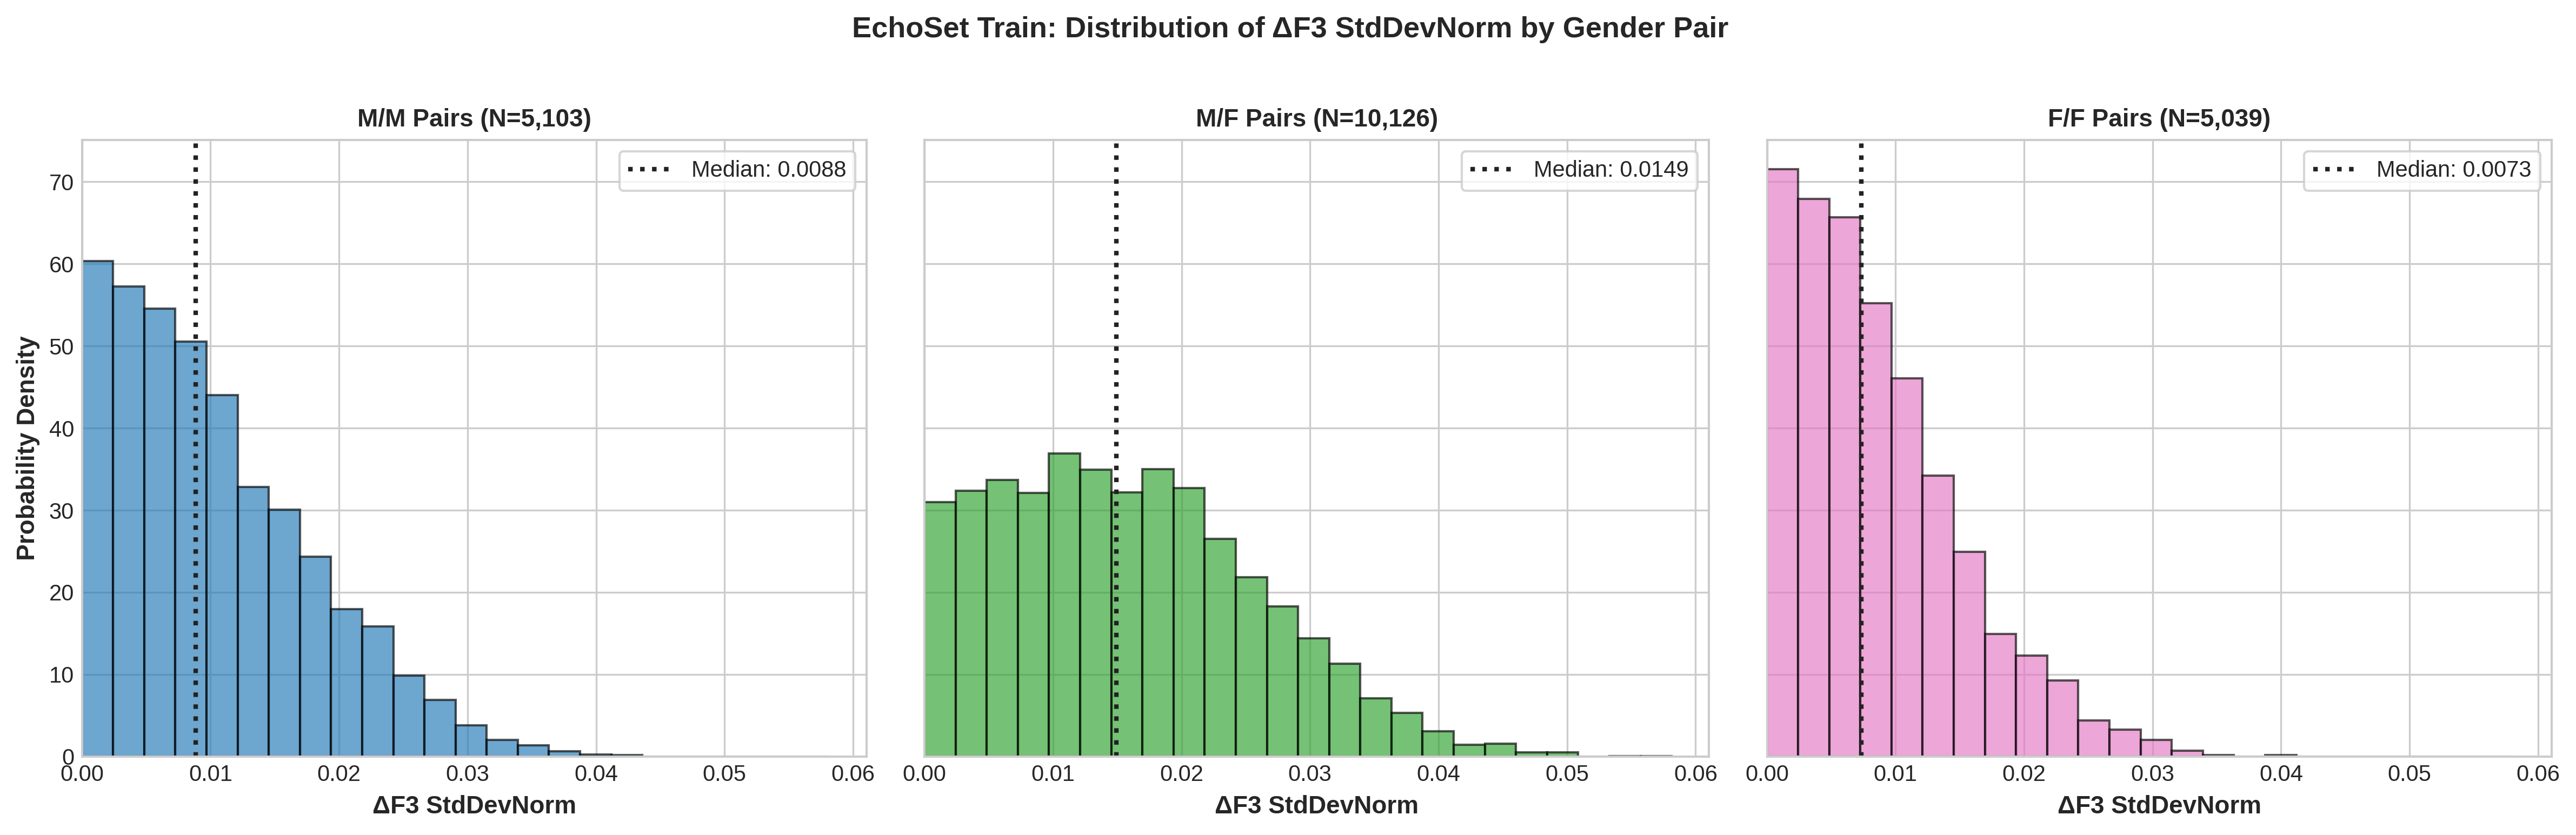 EchoSet Train: Distribution of ΔF3 StdDevNorm by Gender Pair
M/M Pairs (N=5,103)
Median: 0.0088
Probability Density
70
60
50
40
30
20
10
0
0.00 0.01 0.02 0.03 0.04 0.05 0.06
ΔF3 StdDevNorm
M/F Pairs (N=10,126)
Median: 0.0149
0.00 0.01 0.02 0.03 0.04 0.05 0.06
ΔF3 StdDevNorm
F/F Pairs (N=5,039)
Median: 0.0073
0.00 0.01 0.02 0.03 0.04 0.05 0.06
ΔF3 StdDevNorm